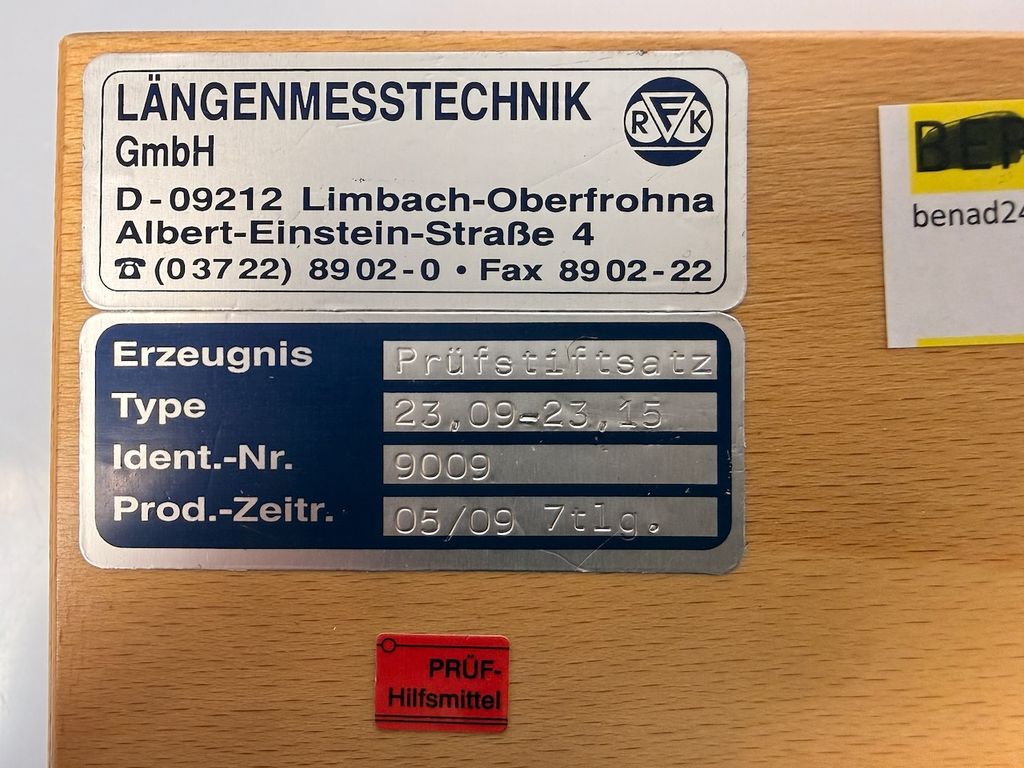 LÄNGENMESSTECHNIK
GmbH
RFK
D-09212 Limbach-Oberfrohna
Albert-Einstein-Straße 4
☎(03722) 8902-0 • Fax 8902-22
Erzeugnis Prüfstiftsatz
Type 23,09-23,15
Ident.-Nr. 9009
Prod.-Zeitr. 05/09 7tlg.
PRÜF-
Hilfsmittel
benad24